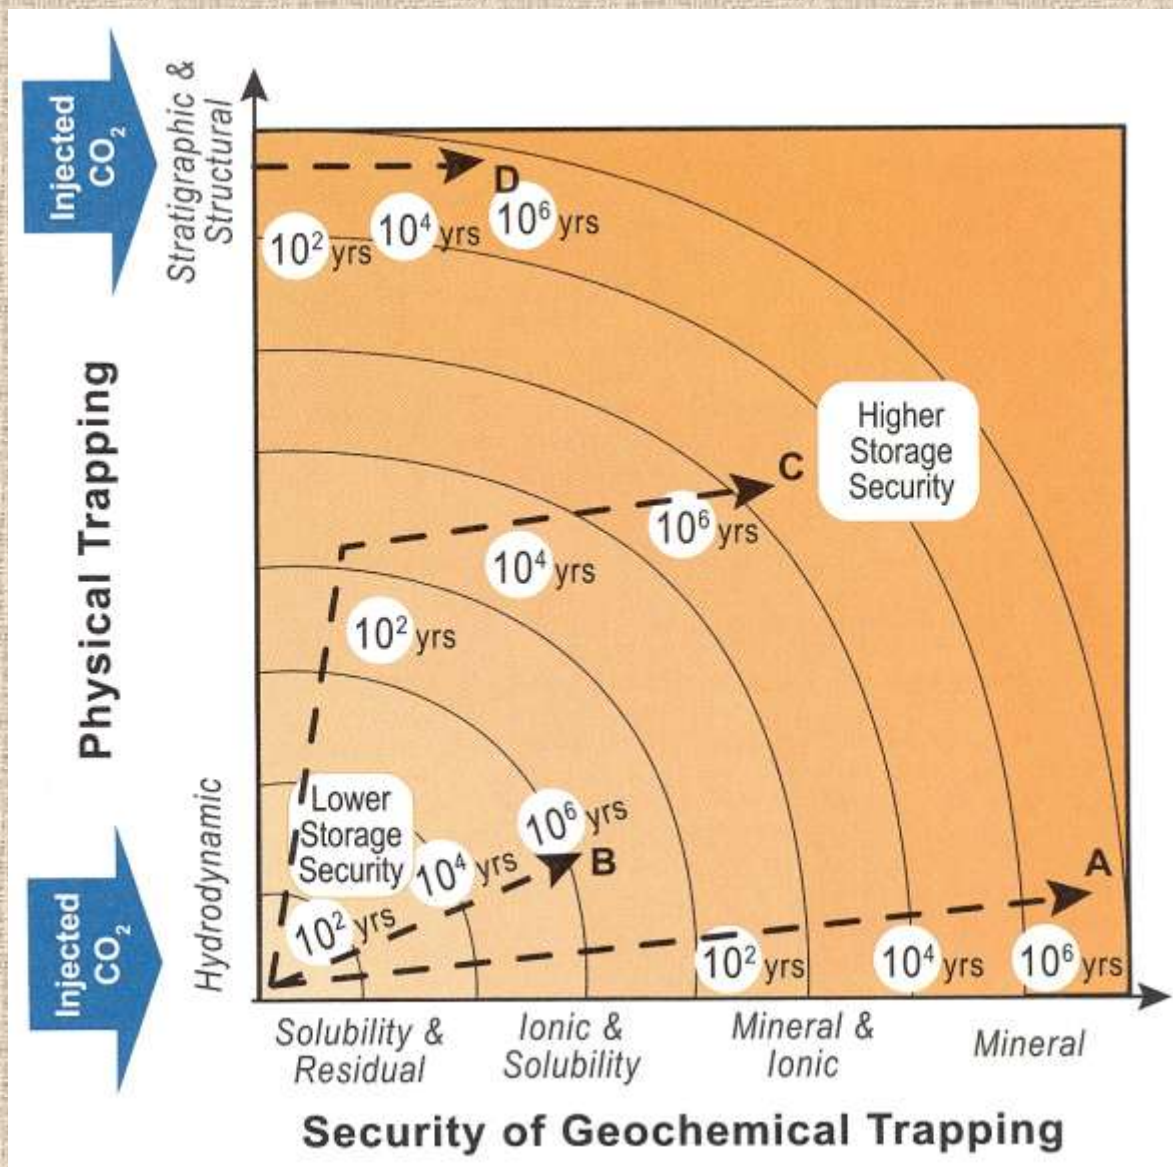 Injected
CO₂
Stratigraphic &
Structural
D
10² yrs
10⁴ yrs
10⁶ yrs
Physical Trapping
Higher
Storage
Security
C
10² yrs
10⁴ yrs
10⁶ yrs
Hydrodynamic
Lower
Storage
Security
10² yrs
10⁴ yrs
10⁶ yrs
B
A
Injected
CO₂
10² yrs
10⁴ yrs
10⁶ yrs
Solubility &
Residual
Ionic &
Solubility
Mineral &
Ionic
Mineral
Security of Geochemical Trapping